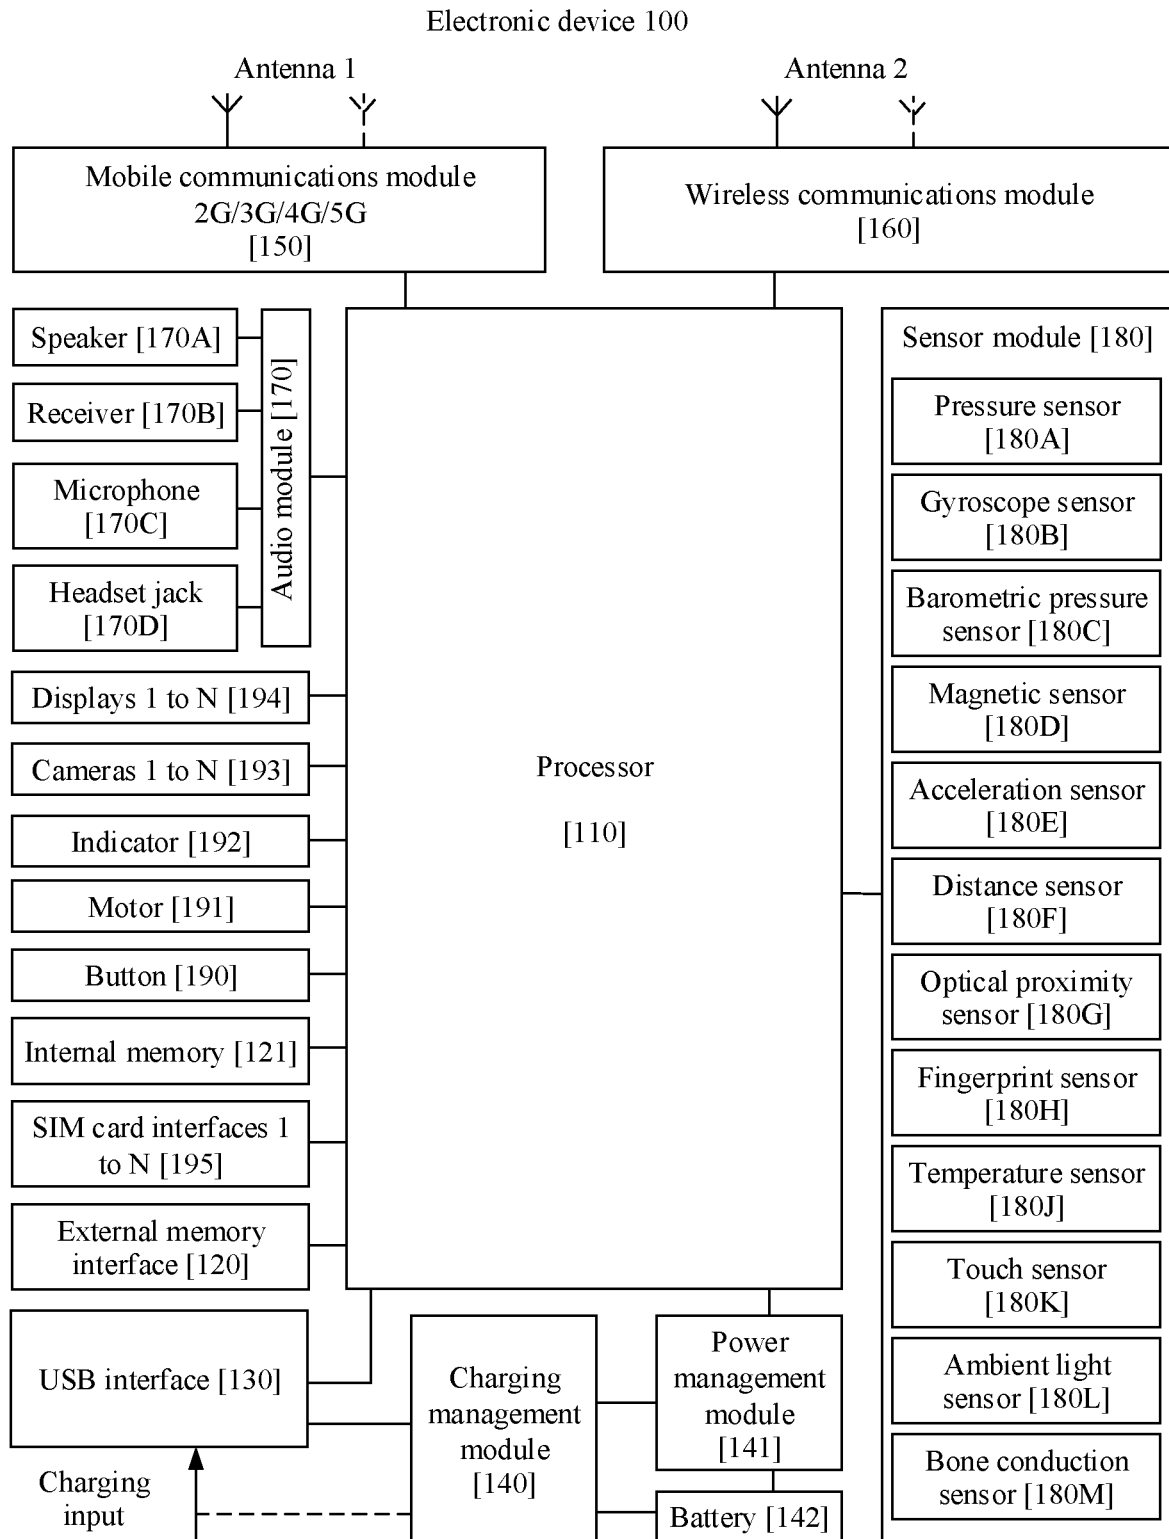 Electronic device 100
Antenna 1
Antenna 2
Mobile communications module
2G/3G/4G/5G
[150]
Wireless communications module
[160]
Speaker [170A]
Receiver [170B]
Microphone
[170C]
Headset jack
[170D]
Audio module [170]
Displays 1 to N [194]
Cameras 1 to N [193]
Indicator [192]
Motor [191]
Button [190]
Internal memory [121]
SIM card interfaces 1
to N [195]
External memory
interface [120]
USB interface [130]
Charging
input
Processor
[110]
Charging
management
module
[140]
Power
management
module
[141]
Battery [142]
Sensor module [180]
Pressure sensor
[180A]
Gyroscope sensor
[180B]
Barometric pressure
sensor [180C]
Magnetic sensor
[180D]
Acceleration sensor
[180E]
Distance sensor
[180F]
Optical proximity
sensor [180G]
Fingerprint sensor
[180H]
Temperature sensor
[180J]
Touch sensor
[180K]
Ambient light
sensor [180L]
Bone conduction
sensor [180M]